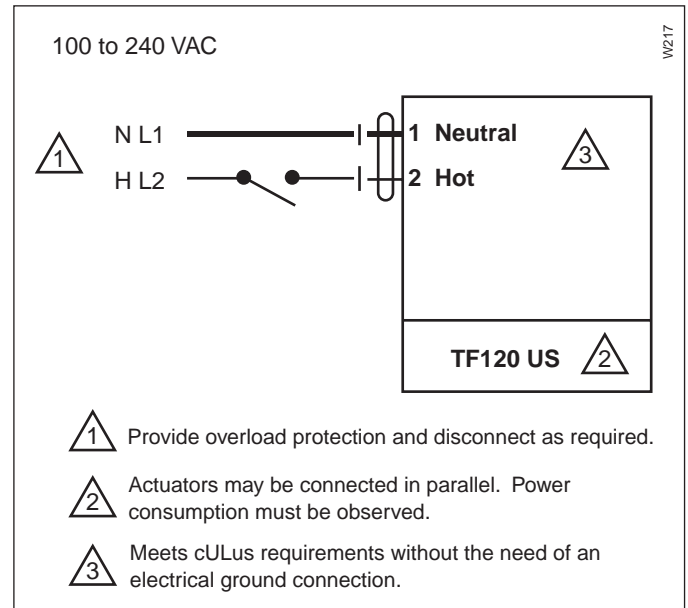 100 to 240 VAC
W217
N L1
1 Neutral
1
3
H L2
2 Hot
TF120 US 2
1 Provide overload protection and disconnect as required.
2 Actuators may be connected in parallel. Power
consumption must be observed.
3 Meets cULus requirements without the need of an
electrical ground connection.